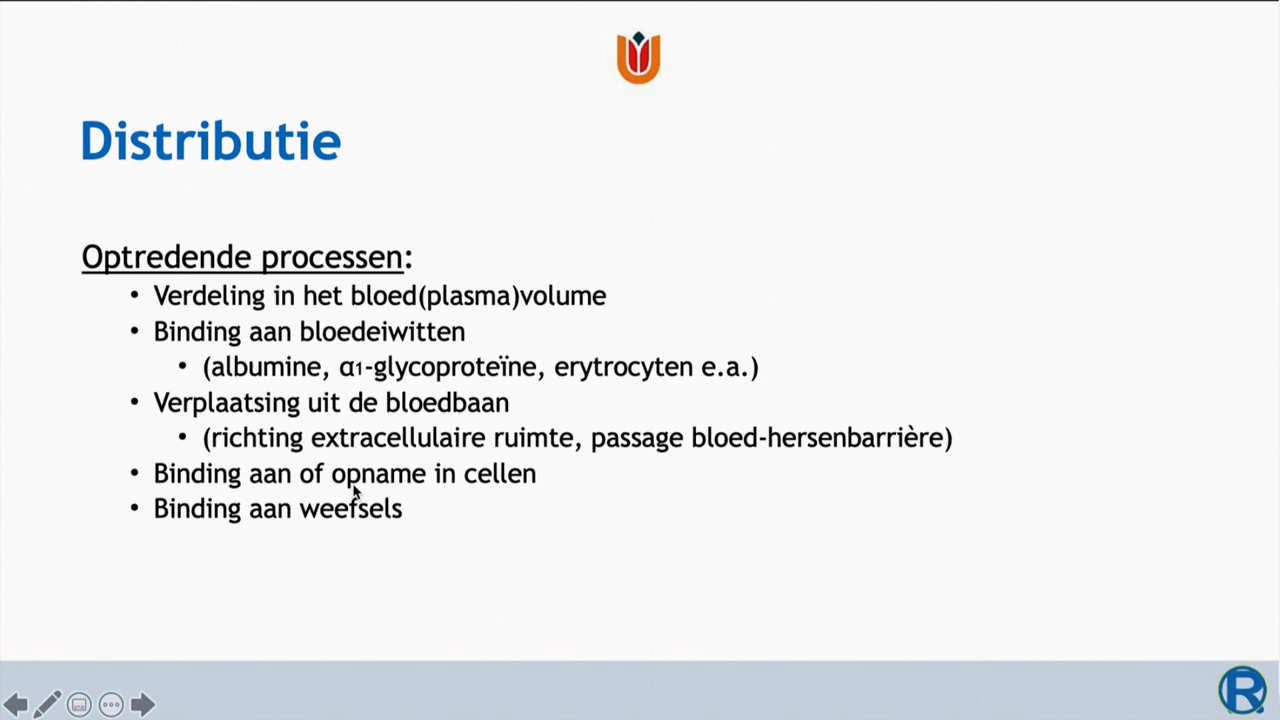 Distributie
Optredende processen:
• Verdeling in het bloed(plasma)volume
• Binding aan bloedeiwitten
• (albumine, α1-glycoproteïne, erytrocyten e.a.)
• Verplaatsing uit de bloedbaan
• (richting extracellulaire ruimte, passage bloed-hersenbarrière)
• Binding aan of opname in cellen
• Binding aan weefsels
R